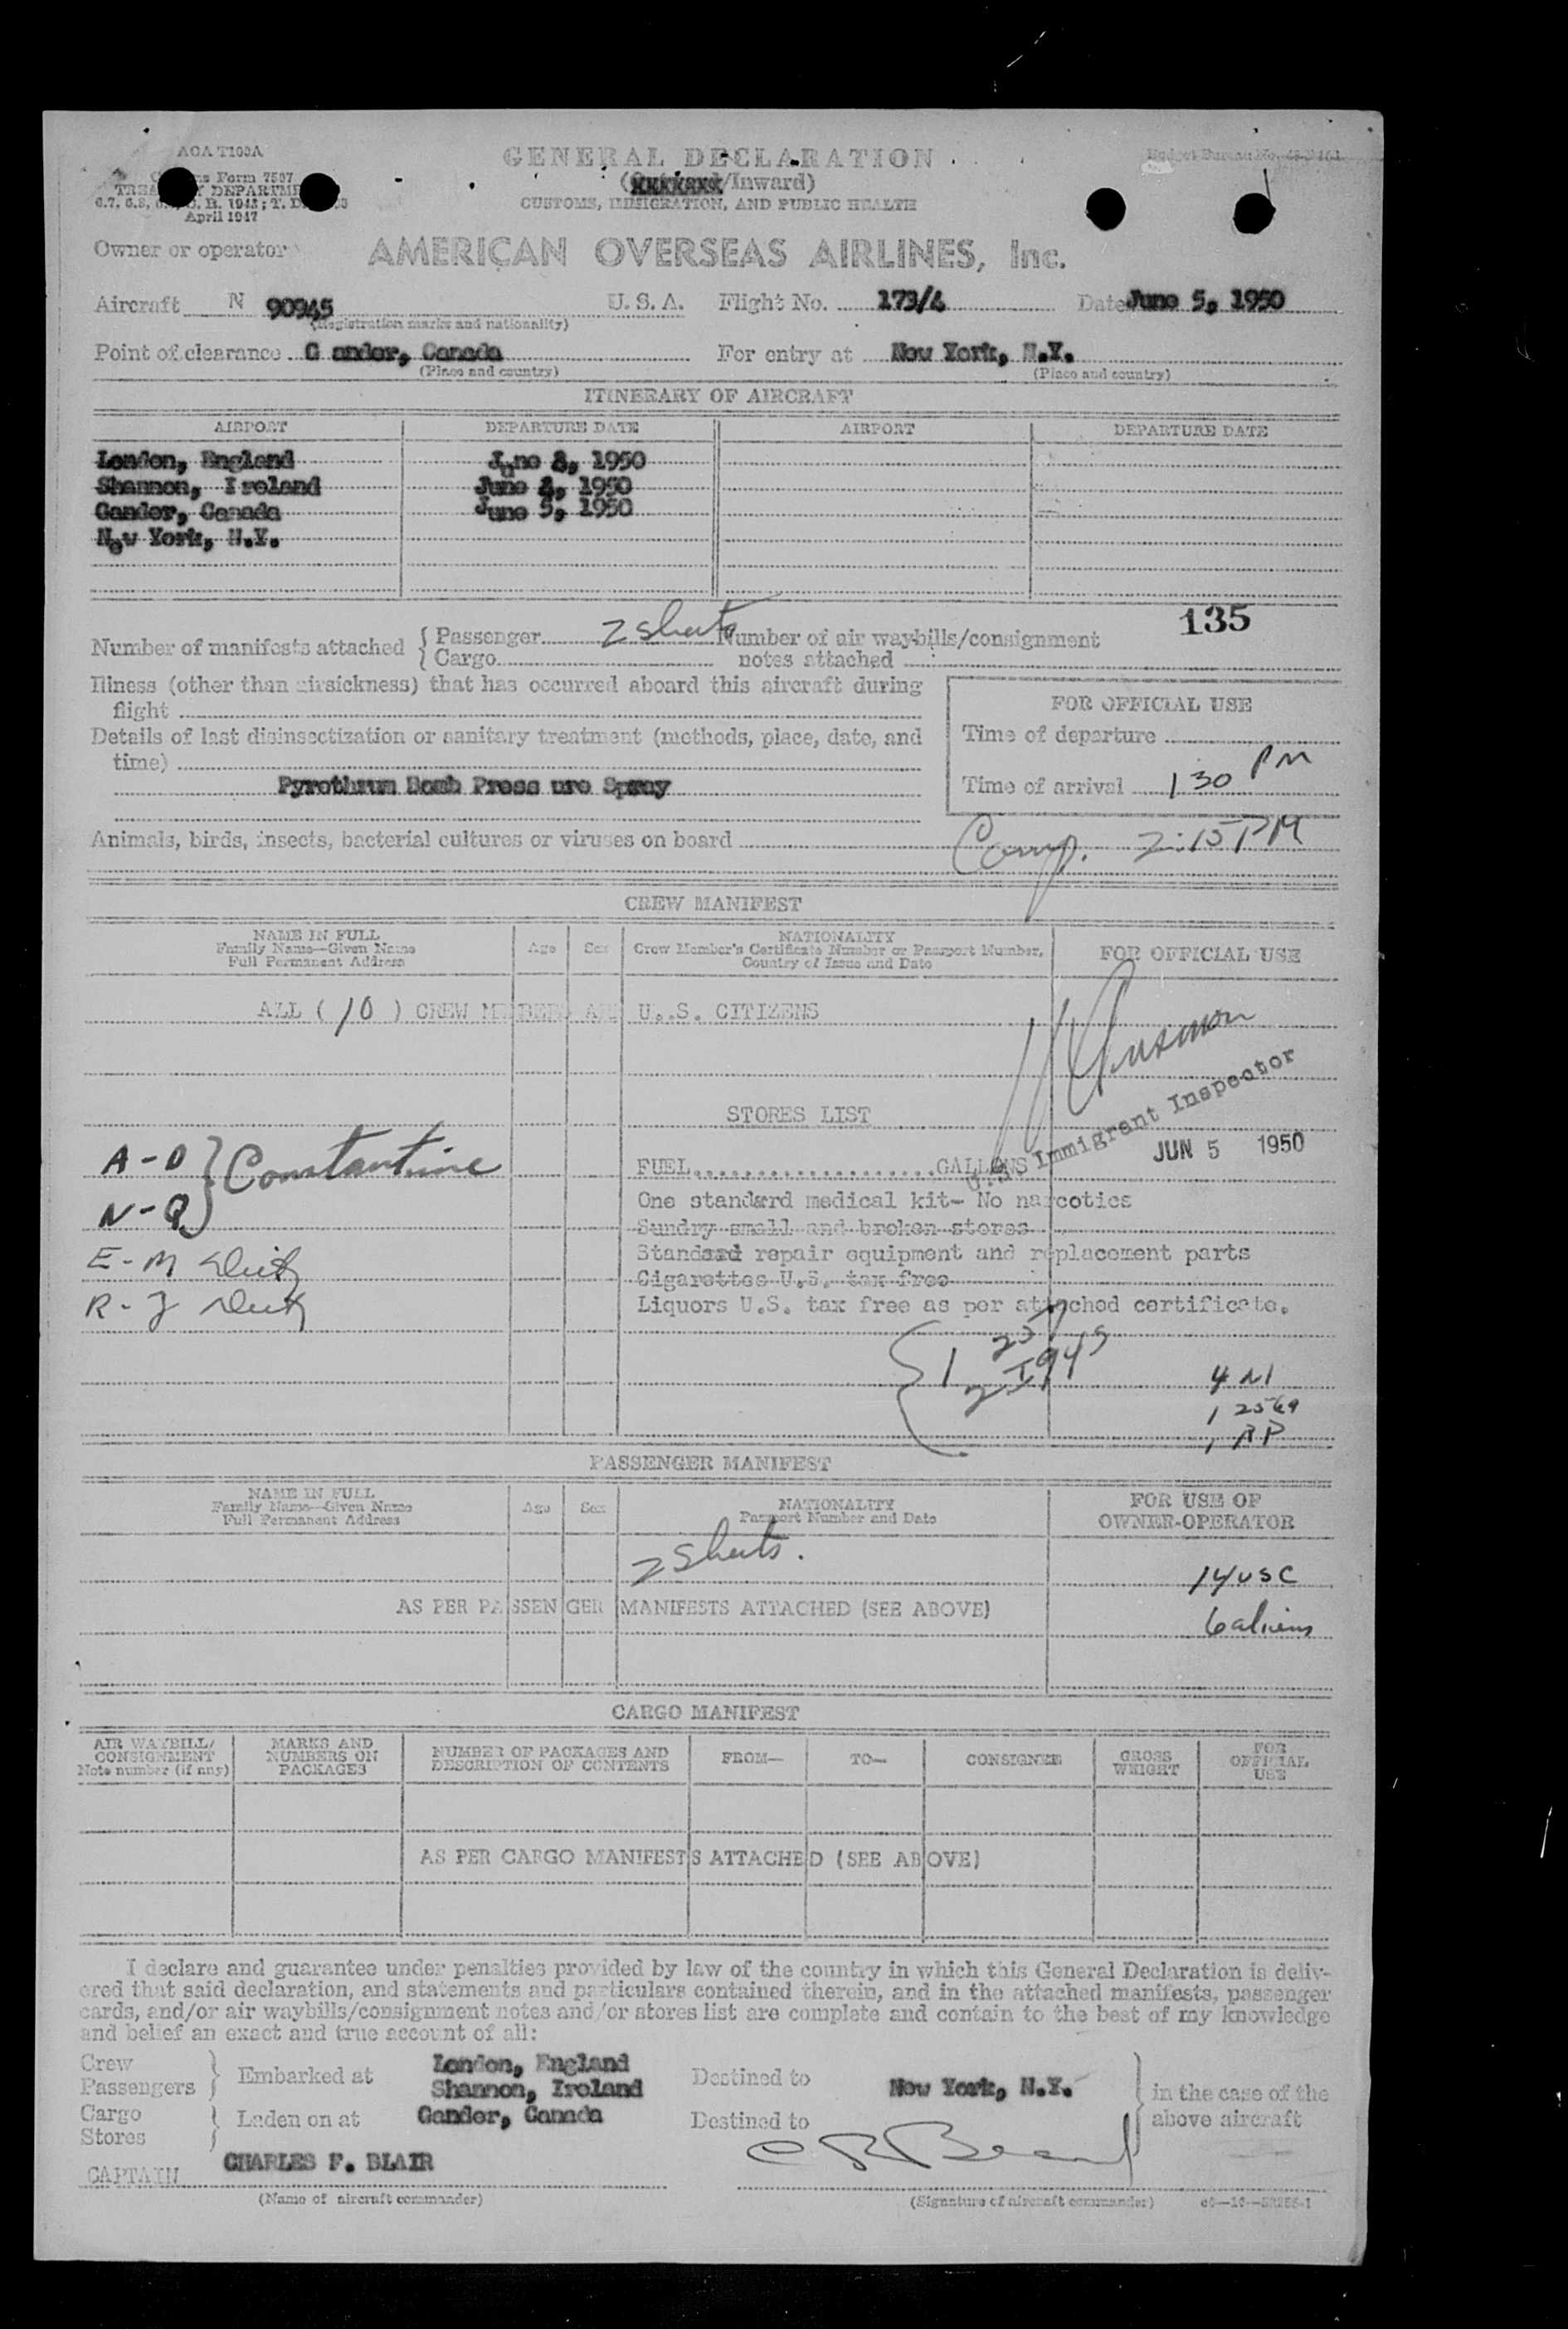 AOA T100A
Form 7507
TREASURY DEPARTMENT
April 1947
GENERAL DECLARATION
(/Inward)
CUSTOMS, IMMIGRATION, AND PUBLIC HEALTH
Owner or operator AMERICAN OVERSEAS AIRLINES, Inc.
Aircraft N 90945 U. S. A. Flight No. 173/4 Date June 5, 1950
(Registration marks and nationality)
Point of clearance G ander, Canada For entry at New York, N.Y.
(Place and country) (Place and country)
ITINERARY OF AIRCRAFT
AIRPORT DEPARTURE DATE AIRPORT DEPARTURE DATE
London, England June , 1950
Shannon, Ireland June , 1950
Gander, Canada June 5, 1950
New York, N.Y.
135
Number of manifests attached { Passenger 2 sheets Number of air waybills/consignment
{ Cargo notes attached
Illness (other than airsickness) that has occurred aboard this aircraft during
flight
Details of last disinsectization or sanitary treatment (methods, place, date, and
time)
Pyrethrum Bomb Press ure Spray
FOR OFFICIAL USE
Time of departure
Time of arrival 1 30 PM
Animals, birds, insects, bacterial cultures or viruses on board
Comp. 2:15 PM
CREW MANIFEST
NAME IN FULL
Family Name—Given Name
Full Permanent Address
Age Sex
NATIONALITY
Crew Member's Certificate Number or Passport Number,
Country of Issue and Date
FOR OFFICIAL USE
ALL ( 10 ) CREW MEMBERS ARE U.S. CITIZENS
U.S. Immigrant Inspector
JUN 5 1950
STORES LIST
A-D } Constantine
N-Q
E-M
FUEL...................GALLONS
One standard medical kit- No narcotics
Sundry small and broken stores
Standard repair equipment and replacement parts
Cigarettes U.S. tax free
Liquors U.S. tax free as per attached certificate.
4 NI
PASSENGER MANIFEST
NAME IN FULL
Family Name—Given Name
Full Permanent Address
Age Sex
NATIONALITY
Passport Number and Date
FOR USE OF
OWNER-OPERATOR
2 Sheets.
14 USC
AS PER PASSENGER MANIFESTS ATTACHED (SEE ABOVE)
6 aliens
CARGO MANIFEST
AIR WAYBILL/
CONSIGNMENT
Note number (if any)
MARKS AND
NUMBERS ON
PACKAGES
NUMBER OF PACKAGES AND
DESCRIPTION OF CONTENTS
FROM— TO— CONSIGNEE
GROSS
WEIGHT
FOR
OFFICIAL
USE
AS PER CARGO MANIFESTS ATTACHED (SEE ABOVE)
I declare and guarantee under penalties provided by law of the country in which this General Declaration is deliv-
ered that said declaration, and statements and particulars contained therein, and in the attached manifests, passenger
cards, and/or air waybills/consignment notes and/or stores list are complete and contain to the best of my knowledge
and belief an exact and true account of all:
Crew
Passengers } Embarked at London, England
Shannon, Ireland Destined to New York, N.Y. } in the case of the
Cargo
Stores } Laden on at Gander, Canada Destined to above aircraft
CAPTAIN CHARLES F. BLAIR
(Name of aircraft commander) (Signature of aircraft commander)